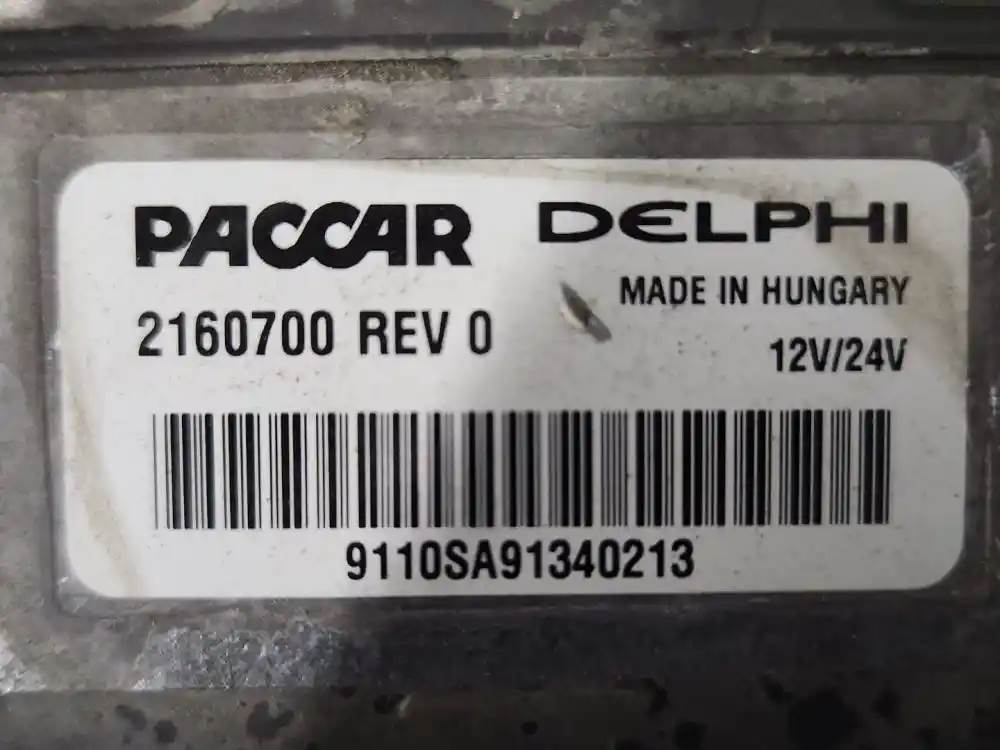 PACCAR DELPHI
MADE IN HUNGARY
2160700 REV 0
12V/24V
9110SA91340213